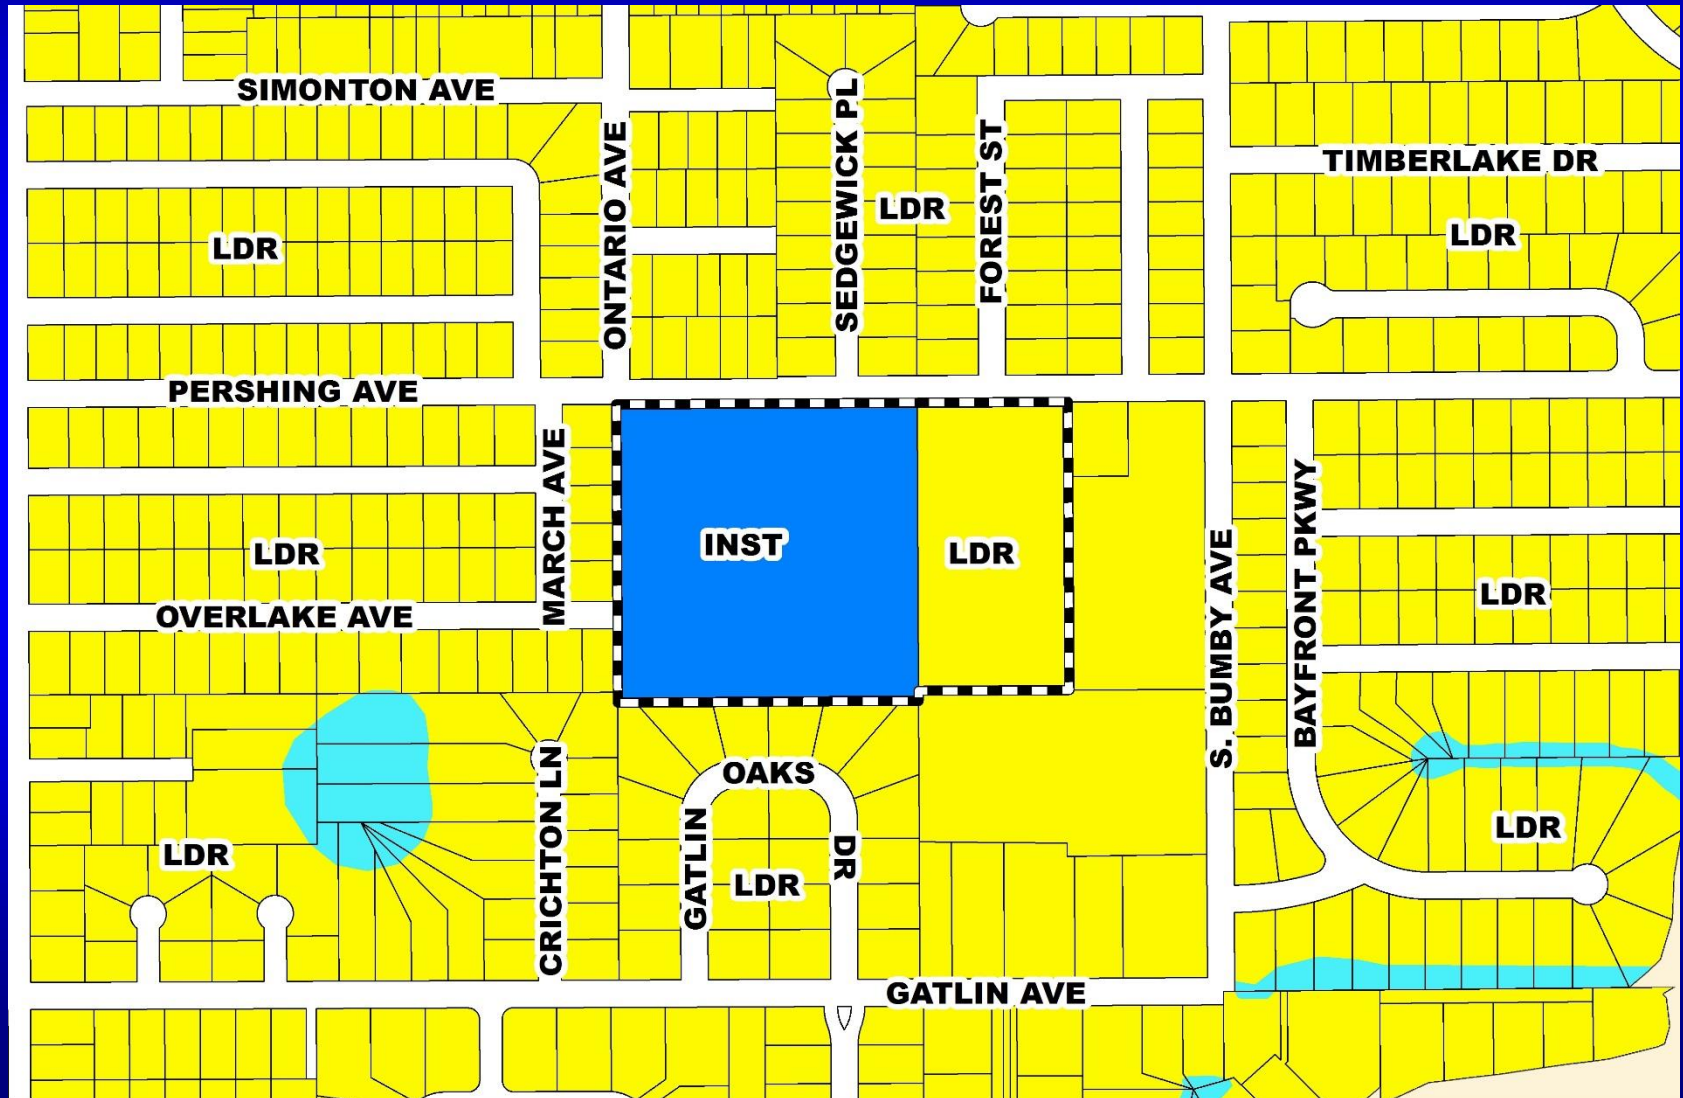 SIMONTON AVE
ONTARIO AVE
SEDGEWICK PL
FOREST ST
TIMBERLAKE DR
LDR
LDR
LDR
PERSHING AVE
MARCH AVE
INST
LDR
LDR
S. BUMBY AVE
BAYFRONT PKWY
LDR
OVERLAKE AVE
CRICHTON LN
GATLIN
OAKS
DR
LDR
LDR
LDR
GATLIN AVE